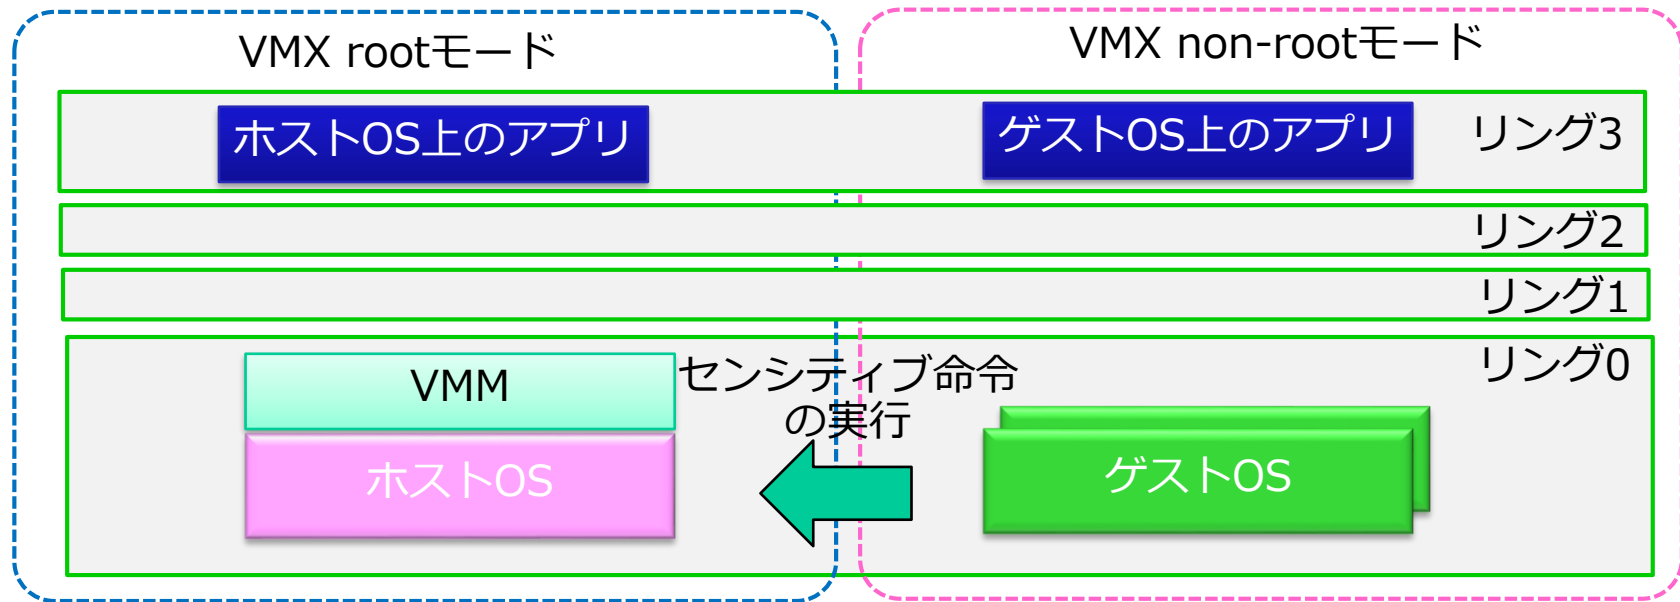 VMX rootモード
VMX non-rootモード
ホストOS上のアプリ
ゲストOS上のアプリ
リング3
リング2
リング1
リング0
VMM
センシティブ命令
の実行
ホストOS
ゲストOS